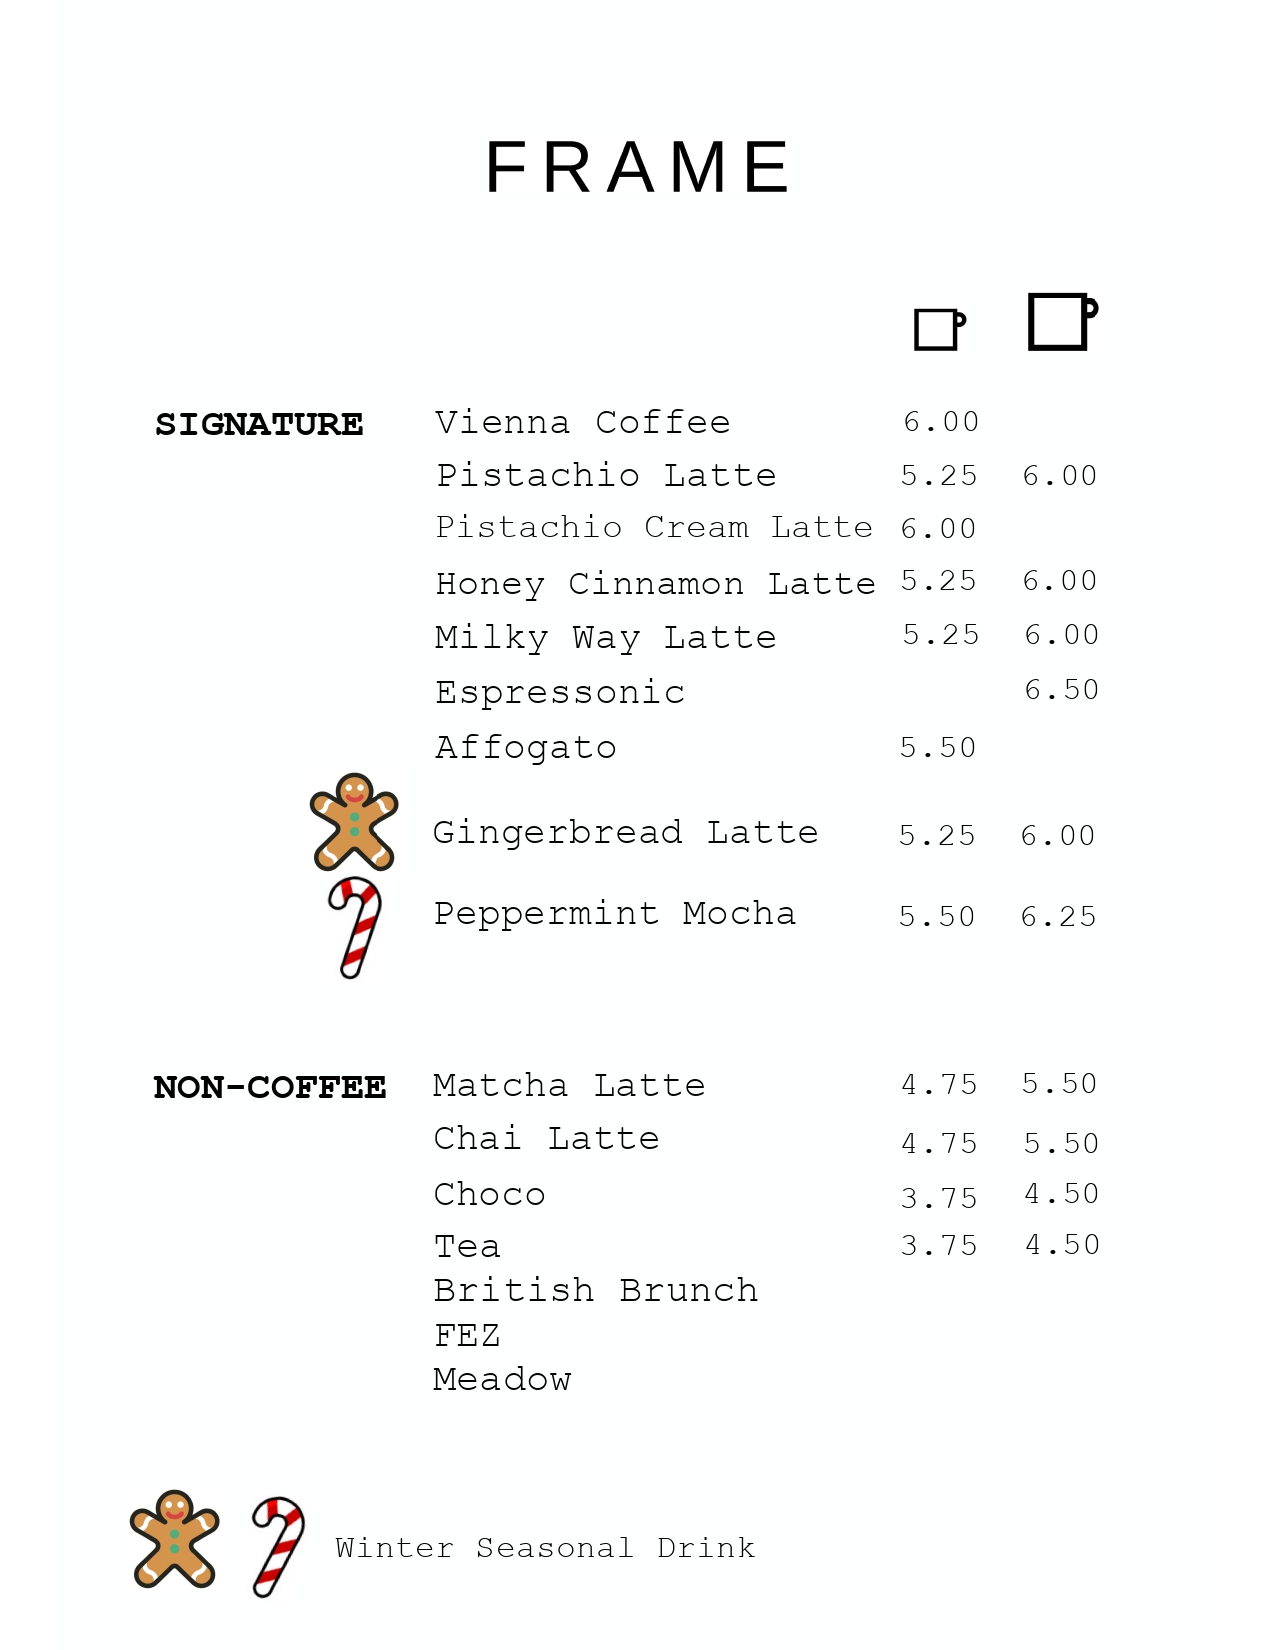 FRAME
SIGNATURE Vienna Coffee 6.00
Pistachio Latte 5.25 6.00
Pistachio Cream Latte 6.00
Honey Cinnamon Latte 5.25 6.00
Milky Way Latte 5.25 6.00
Espressonic 6.50
Affogato 5.50
Gingerbread Latte 5.25 6.00
Peppermint Mocha 5.50 6.25
NON-COFFEE Matcha Latte 4.75 5.50
Chai Latte 4.75 5.50
Choco 3.75 4.50
Tea 3.75 4.50
British Brunch
FEZ
Meadow
Winter Seasonal Drink